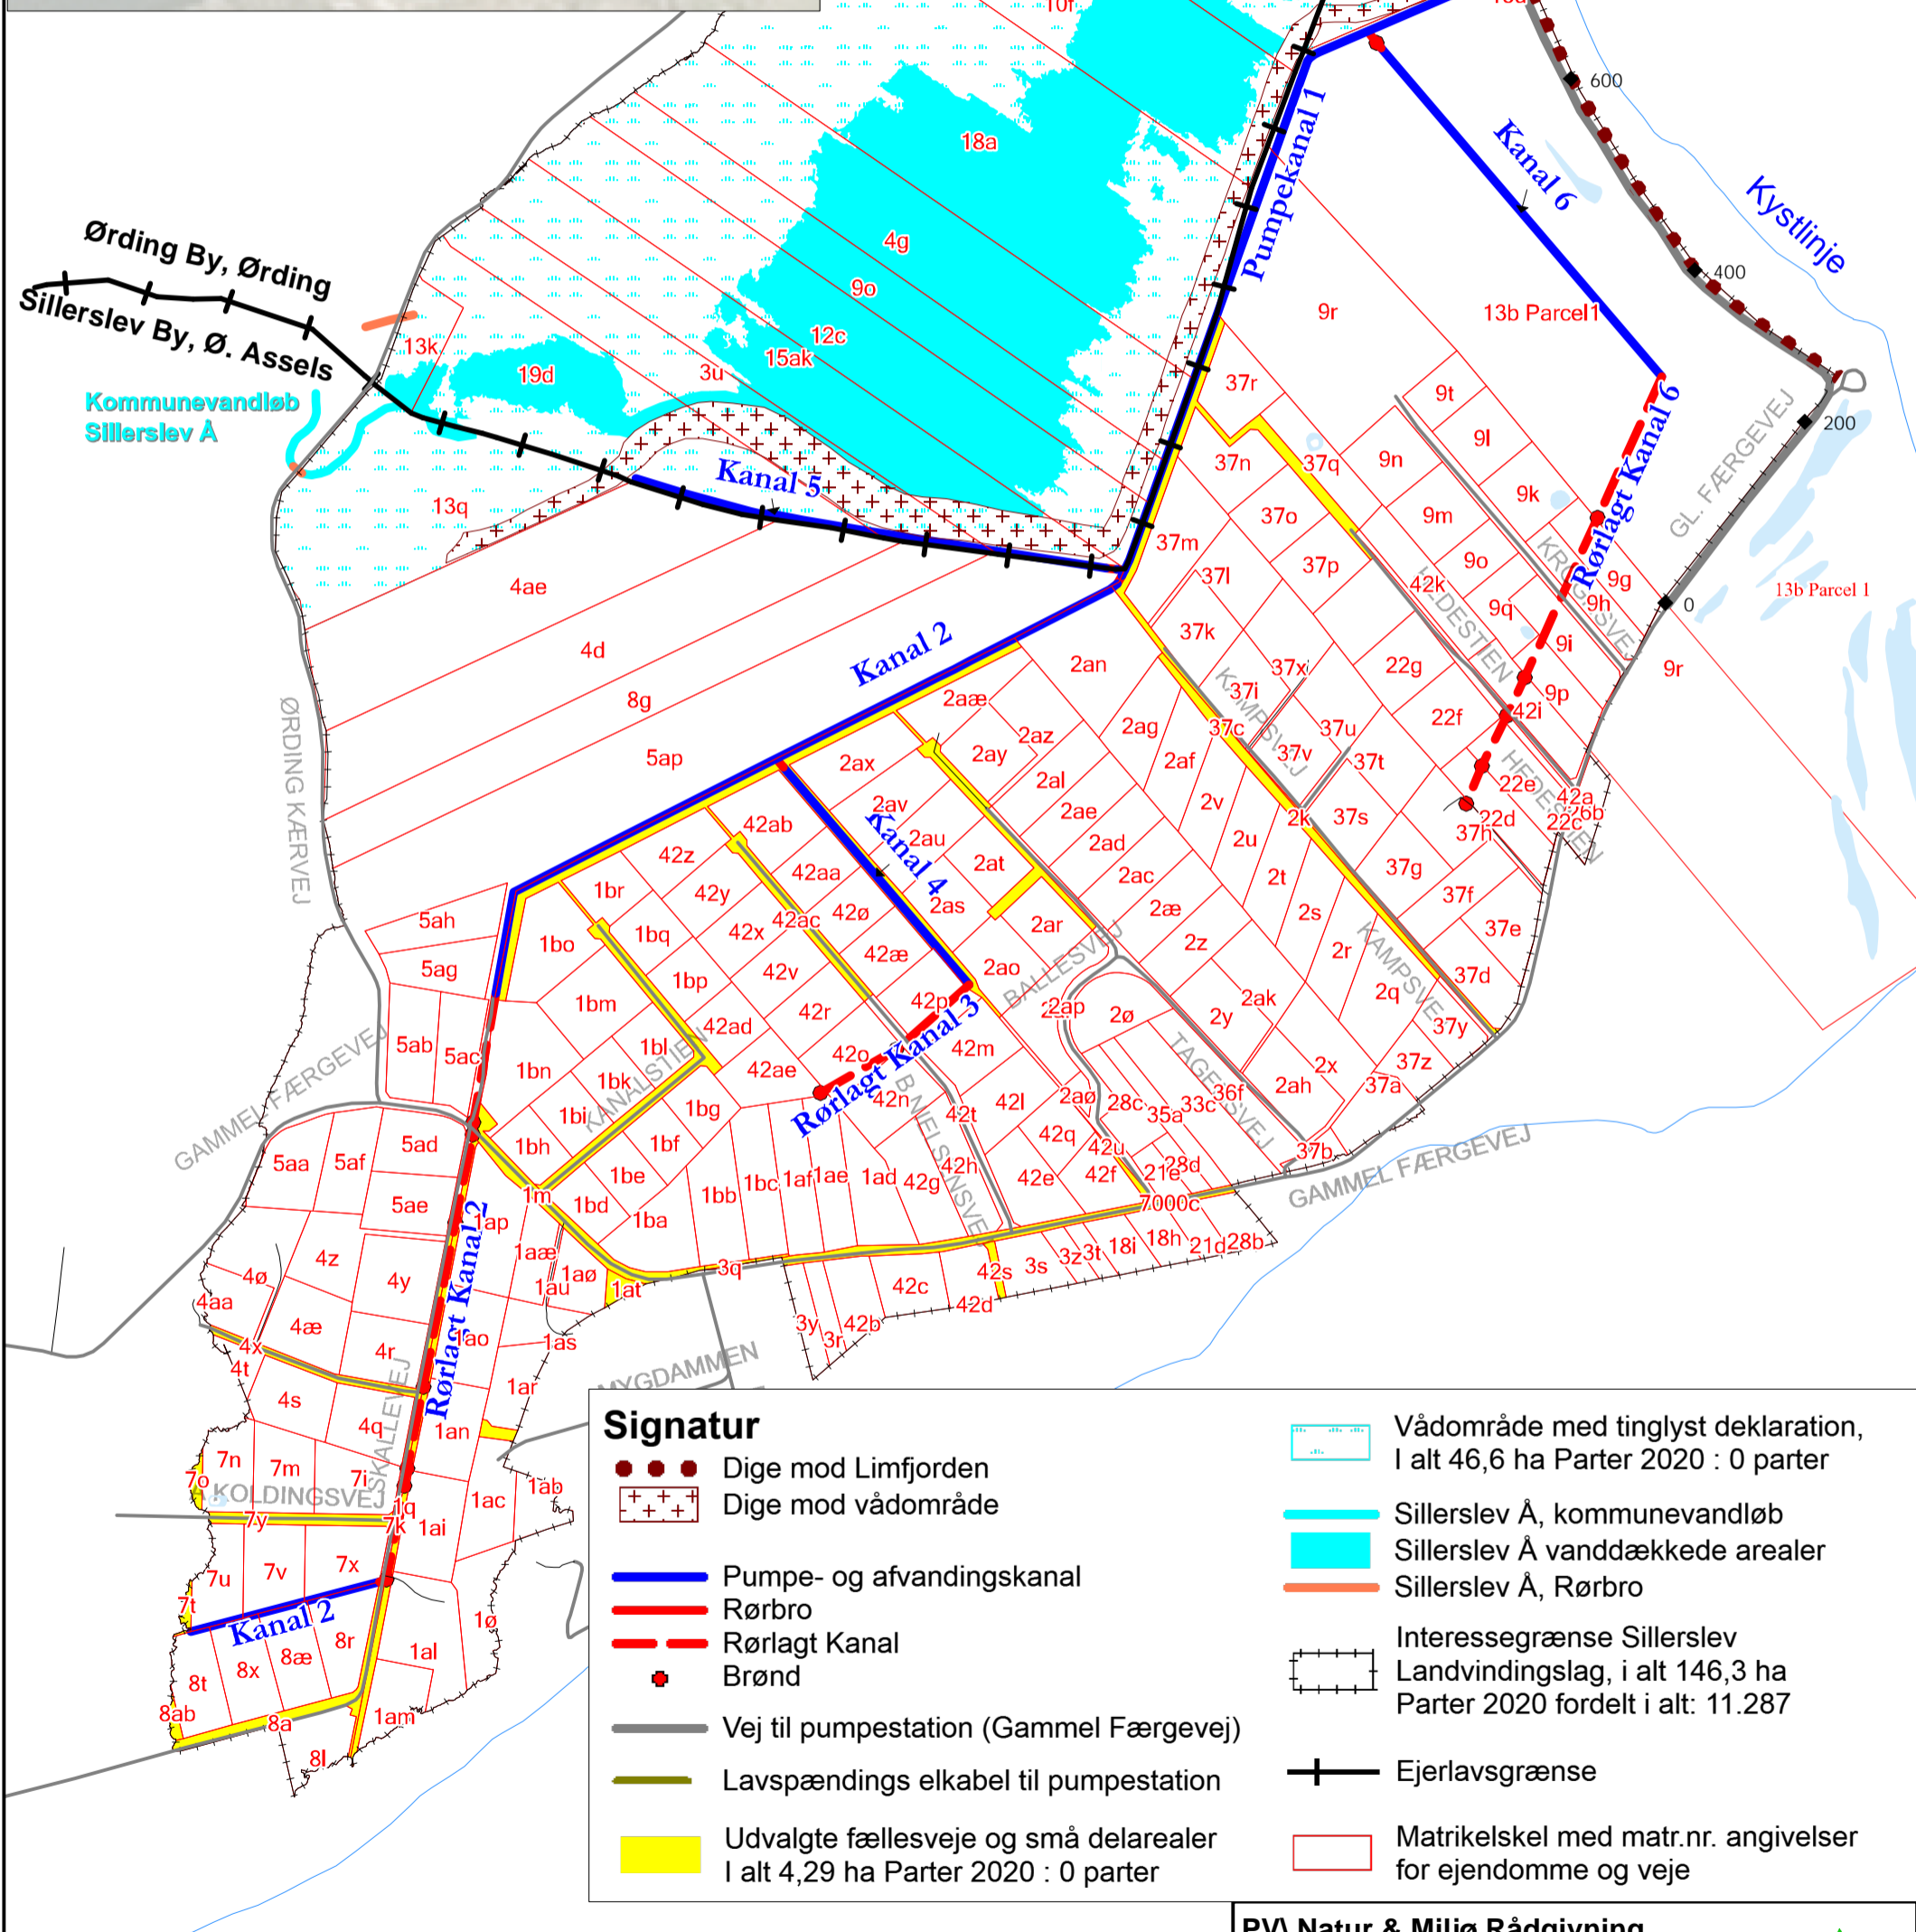 10f
600
18a
Kanal 6
Kystlinje
Pumpekanal 1
Ørding By, Ørding
4g
400
Sillerslev By, Ø. Assels
9o
9r
13b Parcel1
12c
13k
15ak
19d
3u
37r
9t
Kommunevandløb
Sillerslev Å
200
9l
Kanal 5
37n
37q
9n
GL. FÆRGEVEJ
13q
9k
37o
9m
Rørlagt Kanal 6
37m
37p
9o
4ae
37l
42k
9g
13b Parcel 1
9q
9h
0
KROGHSVEJ
37k
HEDESTIEN
9i
4d
Kanal 2
2an
37x
22g
9r
37i
9p
8g
2aæ
KAMPSVEJ
42i
22f
2ag
37c
37u
2az
ØRDING KÆRVEJ
5ap
2ax
2ay
2af
37v
37t
2al
HEDESTIEN
22e
42a
2av
2v
2ae
2k
37s
26b
42ab
Kanal 4
2au
22d
22c
37h
2ad
2u
42z
2at
37g
1br
42y
42aa
2ac
2t
37f
2as
42ø
2æ
5ah
42ac
2s
1bo
1bq
42x
2ar
2z
37e
2r
42æ
BALLESVEJ
5ag
1bp
42v
2ao
37d
KAMPSVEJ
2q
1bm
42r
42p
2ap
2ak
2ø
2y
42ad
37y
5ab
5ac
1bl
42o
42m
GAMMEL FÆRGEVEJ
KANALSTIEN
Rørlagt Kanal 3
TAGESVEJ
2x
37z
1bn
1bk
42ae
2ah
37a
36f
1bi
1bg
42n
42l
2aø
28c
33c
35a
42t
1bh
1bf
B NIELSENSVEJ
42q
5ad
42u
37b
5aa
5af
1be
42h
21e
28d
GAMMEL FÆRGEVEJ
1m
1bb
1bc
1af
1ae
1ad
42g
42e
42f
5ae
1bd
1ba
7000c
1ap
4z
1aæ
18h
21d
28b
18i
3t
3z
3s
4ø
4y
1aø
1au
1at
3q
42s
42c
4aa
42d
4æ
Rørlagt Kanal 2
1ao
3y
42b
3r
4x
4t
4r
1as
MYGDAMMEN
1ar
4s
4q
1an
SKALLEVEJ
7n
7m
7i
7o
KOLDINGSVEJ
1q
1ac
1ab
7y
7k
1ai
7u
7v
7x
7t
Kanal 2
1ø
8r
8æ
8x
1al
8t
8ab
8a
1am
8l
Signatur
Dige mod Limfjorden
Dige mod vådområde
Pumpe- og afvandingskanal
Rørbro
Rørlagt Kanal
Brønd
Vej til pumpestation (Gammel Færgevej)
Lavspændings elkabel til pumpestation
Udvalgte fællesveje og små delarealer
I alt 4,29 ha Parter 2020 : 0 parter
Vådområde med tinglyst deklaration,
I alt 46,6 ha Parter 2020 : 0 parter
Sillerslev Å, kommunevandløb
Sillerslev Å vanddækkede arealer
Sillerslev Å, Rørbro
Interessegrænse Sillerslev
Landvindingslag, i alt 146,3 ha
Parter 2020 fordelt i alt: 11.287
Ejerlavsgrænse
Matrikelskel med matr.nr. angivelser
for ejendomme og veje
PV\ Natur & Miljø Rådgivning